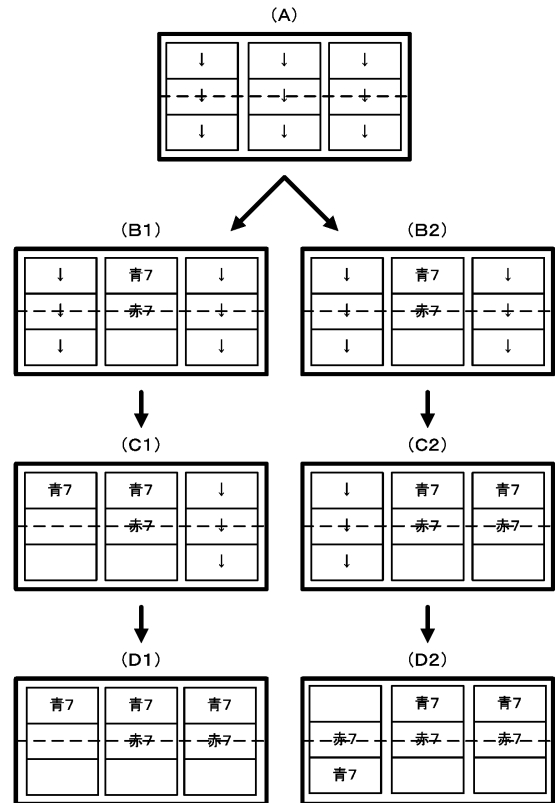 (A)
↓ ↓ ↓
↓ ↓ ↓
↓ ↓ ↓
(B1)
↓ 青7 ↓
↓ 赤7 ↓
↓ ↓
(B2)
↓ 青7 ↓
↓ 赤7 ↓
↓ ↓
(C1)
青7 青7 ↓
赤7 ↓
↓
(C2)
↓ 青7 青7
↓ 赤7 赤7
↓
(D1)
青7 青7 青7
赤7 赤7
(D2)
青7 青7
赤7 赤7 赤7
青7